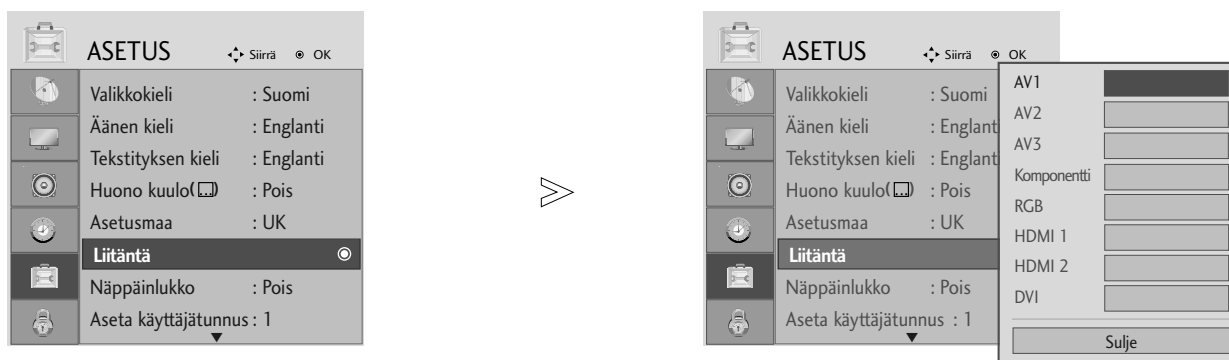 ASETUS Siirrä OK
Valikkokieli : Suomi
Äänen kieli : Englanti
Tekstityksen kieli : Englanti
Huono kuulo( ) : Pois
Asetusmaa : UK
Liitäntä
Näppäinlukko : Pois
Aseta käyttäjätunnus : 1
ASETUS Siirrä OK
Valikkokieli : Suomi
Äänen kieli : Englant
Tekstityksen kieli : Englant
Huono kuulo( ) : Pois
Asetusmaa : UK
Liitäntä
Näppäinlukko : Pois
Aseta käyttäjätunnus : 1
AV1
AV2
AV3
Komponentti
RGB
HDMI 1
HDMI 2
DVI
Sulje